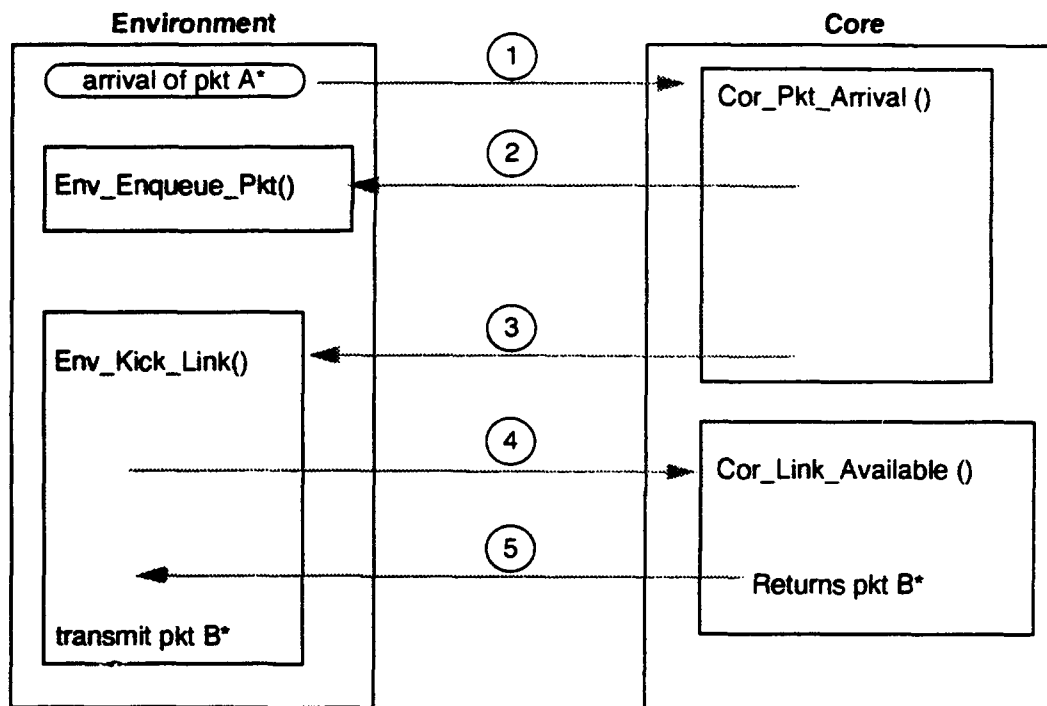 Environment
Core
1
arrival of pkt A*
Cor_Pkt_Arrival ()
2
Env_Enqueue_Pkt()
3
Env_Kick_Link()
4
Cor_Link_Available ()
5
Returns pkt B*
transmit pkt B*